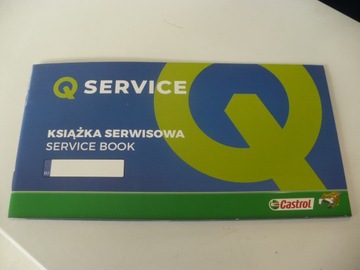 Q SERVICE
KSIĄŻKA SERWISOWA
SERVICE BOOK
Castrol